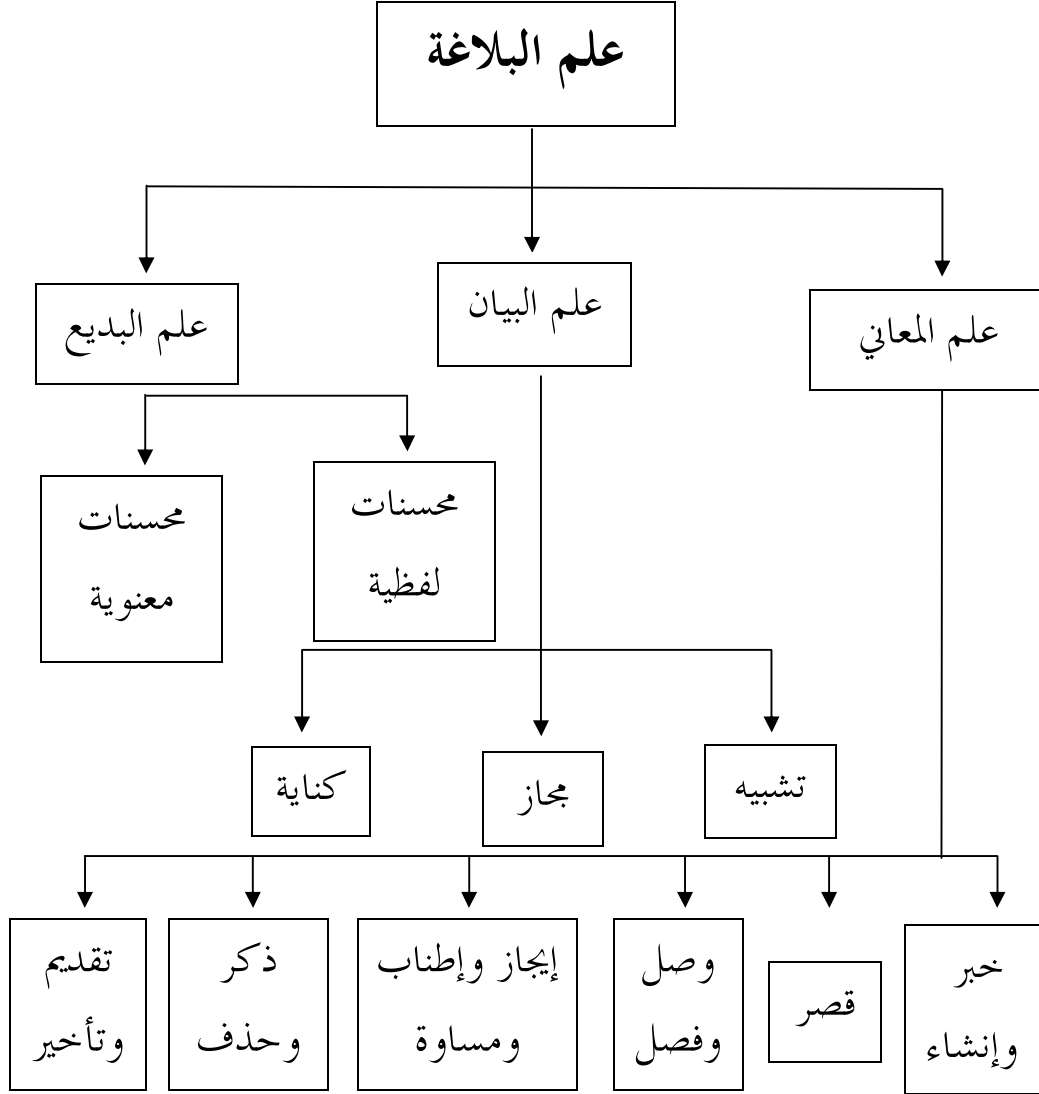 علم البلاغة
علم المعاني
علم البيان
علم البديع
محسنات
لفظية
محسنات
معنوية
تشبيه
مجاز
كناية
خبر
وإنشاء
قصر
وصل
وفصل
إيجاز وإطناب
ومساوة
ذكر
وحذف
تقديم
وتأخير